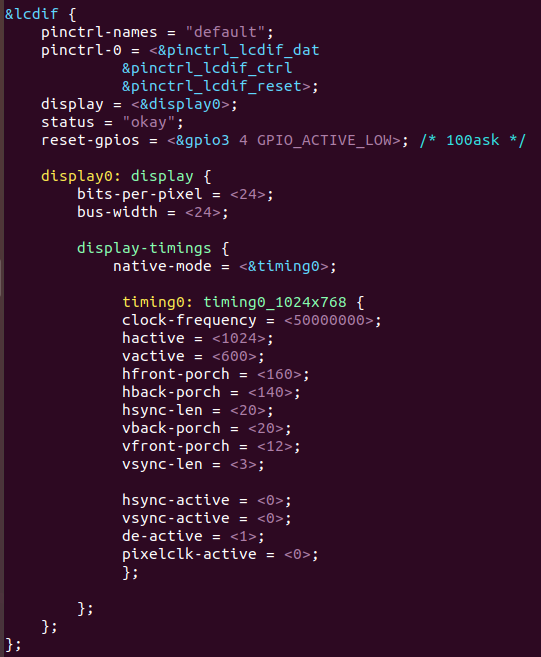 &lcdif {
    pinctrl-names = "default";
    pinctrl-0 = <&pinctrl_lcdif_dat
             &pinctrl_lcdif_ctrl
             &pinctrl_lcdif_reset>;
    display = <&display0>;
    status = "okay";
    reset-gpios = <&gpio3 4 GPIO_ACTIVE_LOW>; /* 100ask */

    display0: display {
        bits-per-pixel = <24>;
        bus-width = <24>;

        display-timings {
            native-mode = <&timing0>;

             timing0: timing0_1024x768 {
             clock-frequency = <50000000>;
             hactive = <1024>;
             vactive = <600>;
             hfront-porch = <160>;
             hback-porch = <140>;
             hsync-len = <20>;
             vback-porch = <20>;
             vfront-porch = <12>;
             vsync-len = <3>;

             hsync-active = <0>;
             vsync-active = <0>;
             de-active = <1>;
             pixelclk-active = <0>;
             };

        };
    };
};